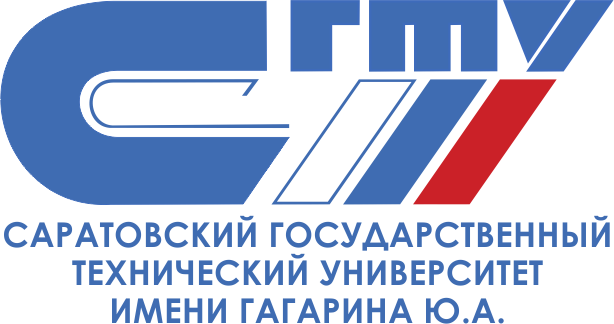 СГТУ
САРАТОВСКИЙ ГОСУДАРСТВЕННЫЙ
ТЕХНИЧЕСКИЙ УНИВЕРСИТЕТ
ИМЕНИ ГАГАРИНА Ю.А.